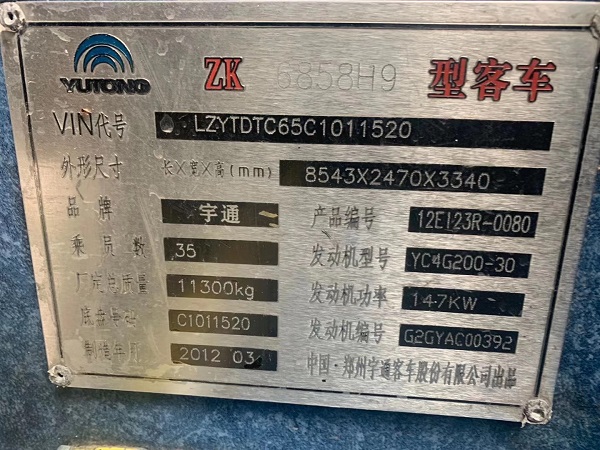 YUTONG ZK 858H9 型客车
VIN代号 LZYTDTC65C1011520
外形尺寸 长X宽X高(mm) 8543X2470X3340
品牌 宇通 产品编号 12E123R-0080
乘员数 35 发动机型号 YC4G200-30
厂定总质量 11300kg 发动机功率 147KW
底盘号码 C1011520 发动机编号 G2GYAC00392
制造年月 2012 03 中国·郑州宇通客车股份有限公司出品